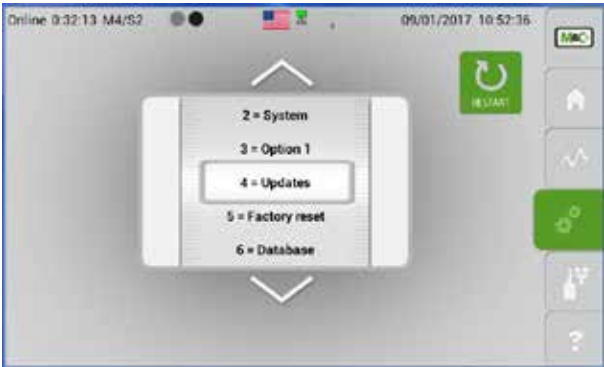 Online 0:32:13 M4/S2
09/01/2017 10:52:36
RESTART
2 = System
3 = Option 1
4 = Updates
5 = Factory reset
6 = Database
?